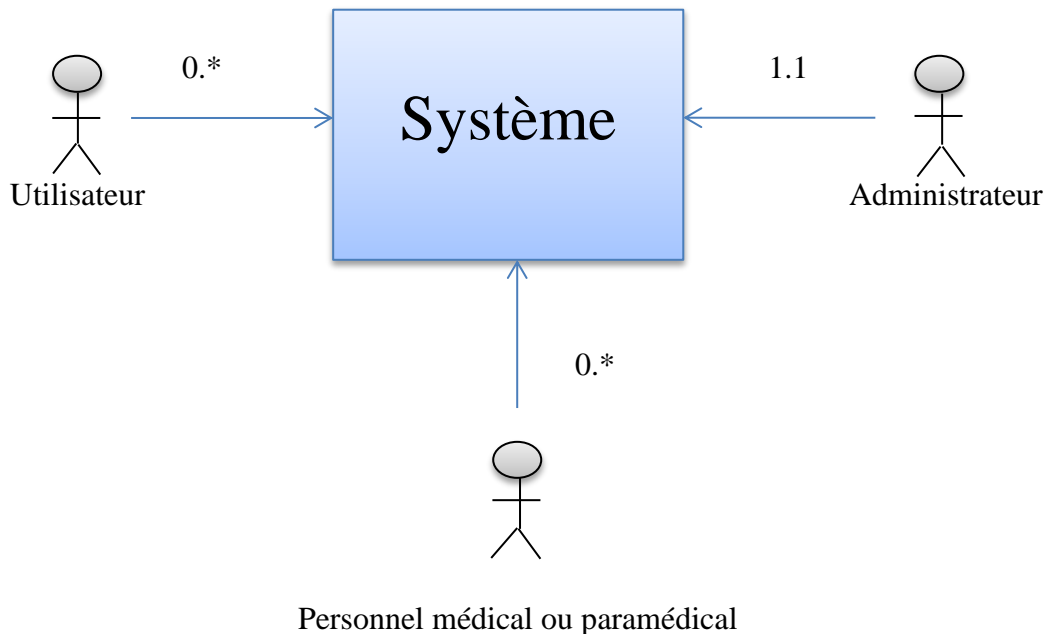 0.*
1.1
Système
Utilisateur
Administrateur
0.*
Personnel médical ou paramédical